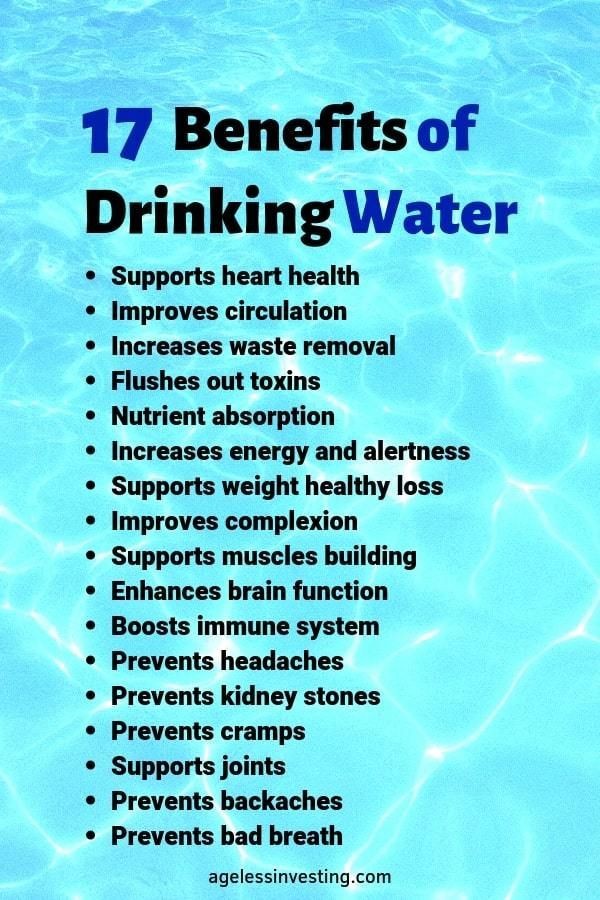 17 Benefits of
Drinking Water
• Supports heart health
• Improves circulation
• Increases waste removal
• Flushes out toxins
• Nutrient absorption
• Increases energy and alertness
• Supports weight healthy loss
• Improves complexion
• Supports muscles building
• Enhances brain function
• Boosts immune system
• Prevents headaches
• Prevents kidney stones
• Prevents cramps
• Supports joints
• Prevents backaches
• Prevents bad breath
agelessinvesting.com